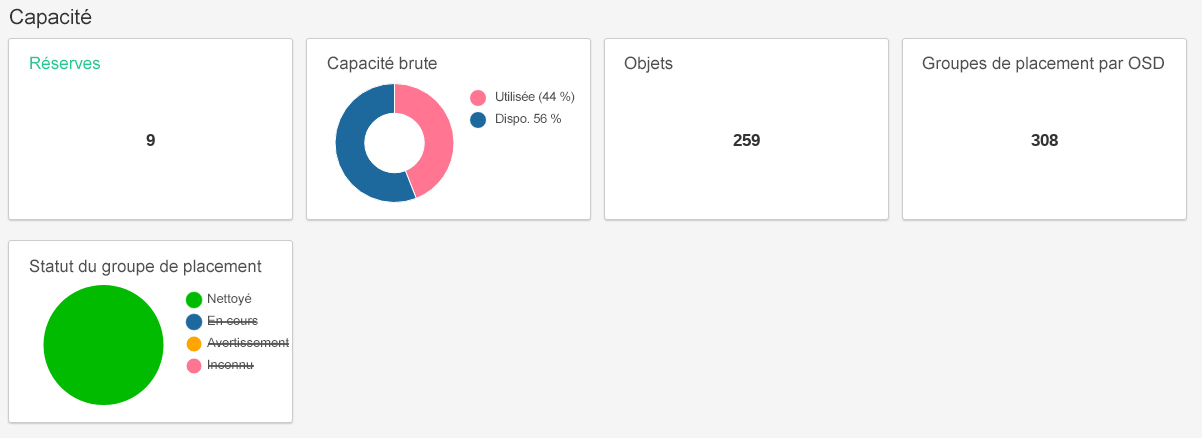 Capacité
Réserves
9
Capacité brute
Utilisée (44 %)
Dispo. 56 %
Objets
259
Groupes de placement par OSD
308
Statut du groupe de placement
Nettoyé
En cours
Avertissement
Inconnu